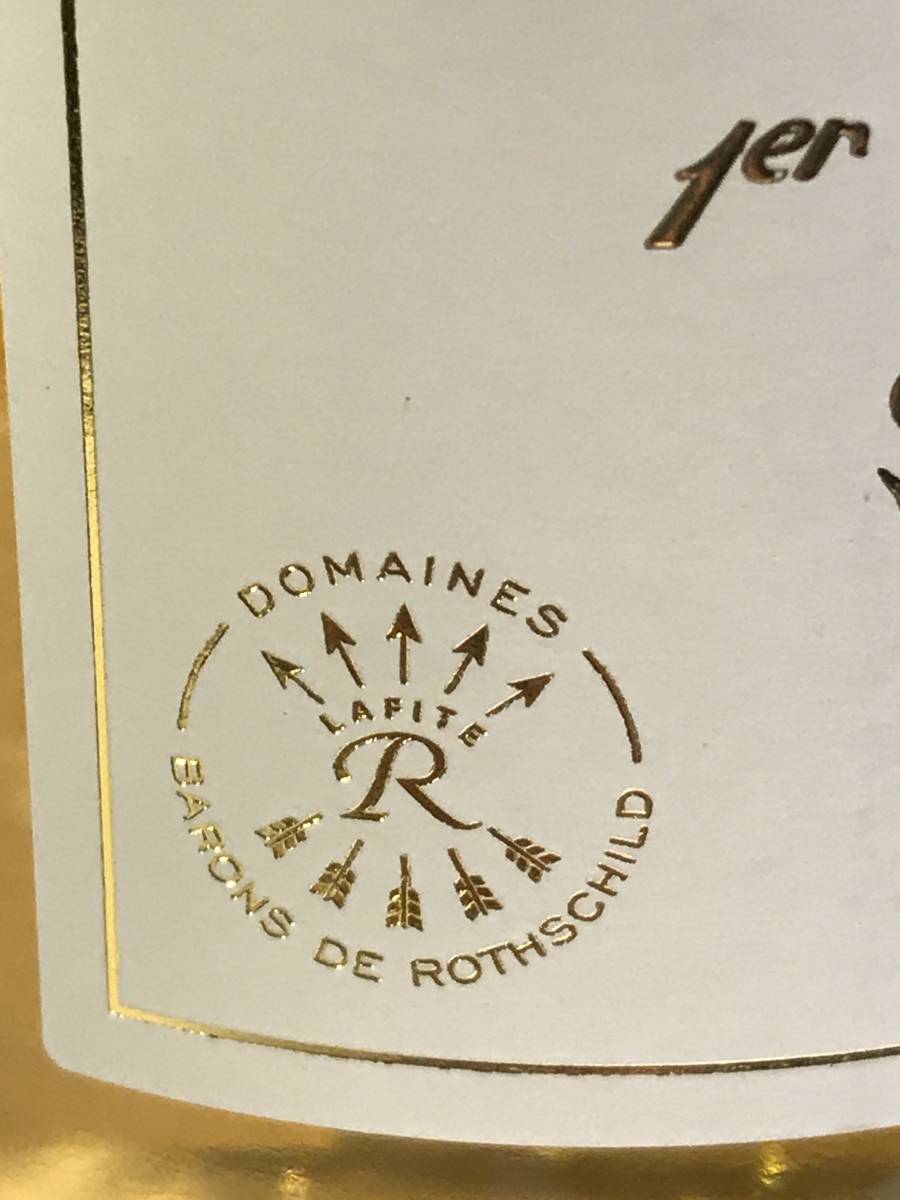 1er
DOMAINES
LAFITE
R
BARONS DE ROTHSCHILD